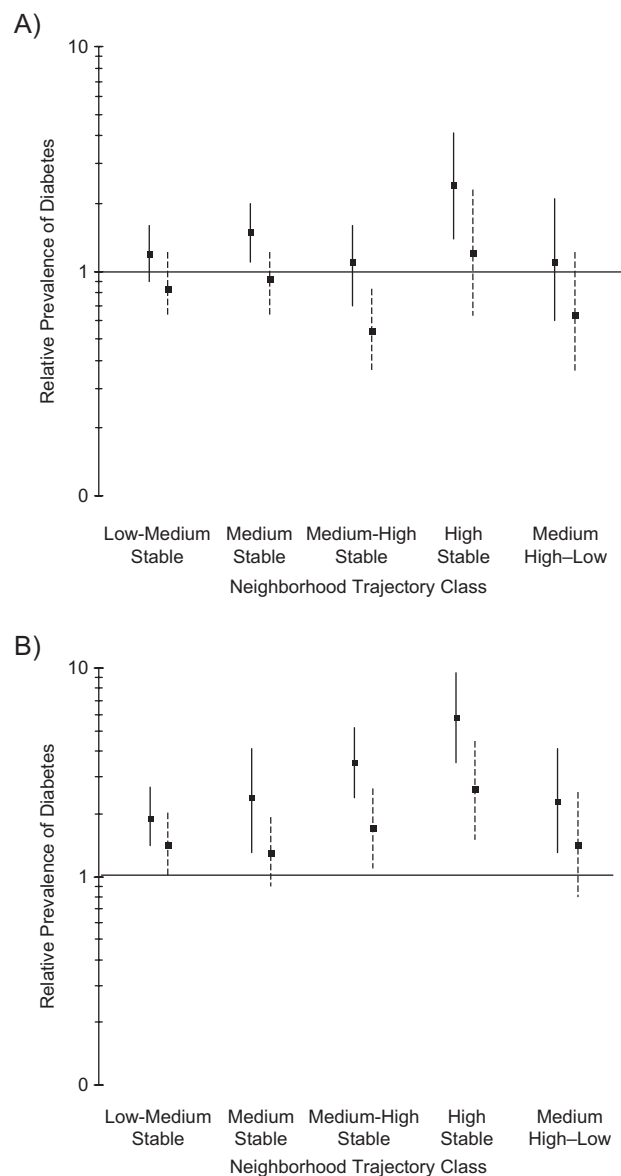 A)
10
1
0
Relative Prevalence of Diabetes
Low-Medium Medium Medium-High High Medium
Stable Stable Stable Stable High–Low
Neighborhood Trajectory Class
B)
10
1
0
Relative Prevalence of Diabetes
Low-Medium Medium Medium-High High Medium
Stable Stable Stable Stable High–Low
Neighborhood Trajectory Class